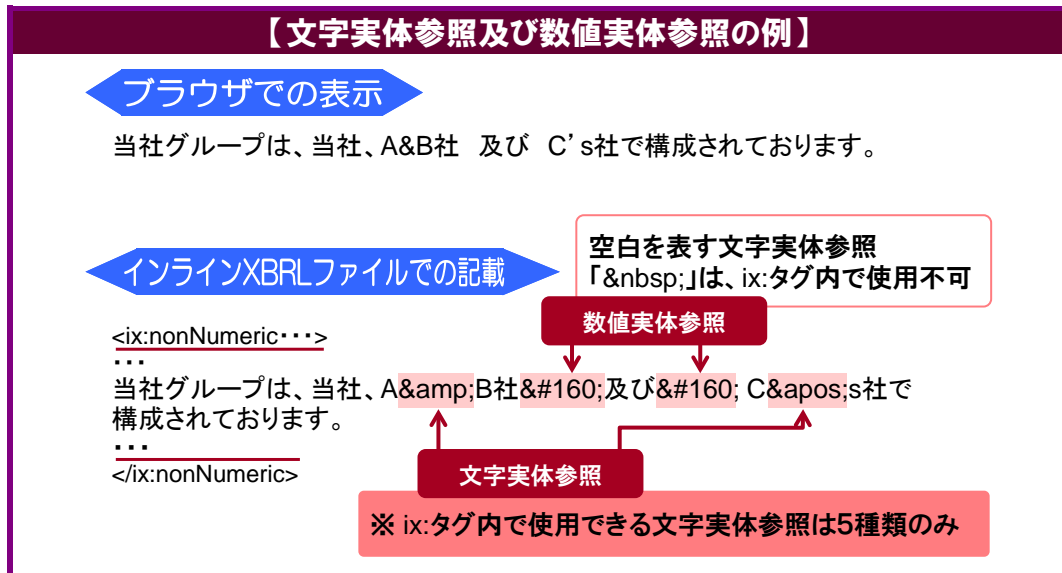 【文字実体参照及び数値実体参照の例】
ブラウザでの表示
当社グループは、当社、A&B社　及び　C’s社で構成されております。
空白を表す文字実体参照
「&nbsp;」は、ix:タグ内で使用不可
インラインXBRLファイルでの記載
数値実体参照
<ix:nonNumeric・・・>
・・・
当社グループは、当社、A&amp;B社&#160;及び&#160; C&apos;s社で
構成されております。
・・・
</ix:nonNumeric>
文字実体参照
※ ix:タグ内で使用できる文字実体参照は5種類のみ